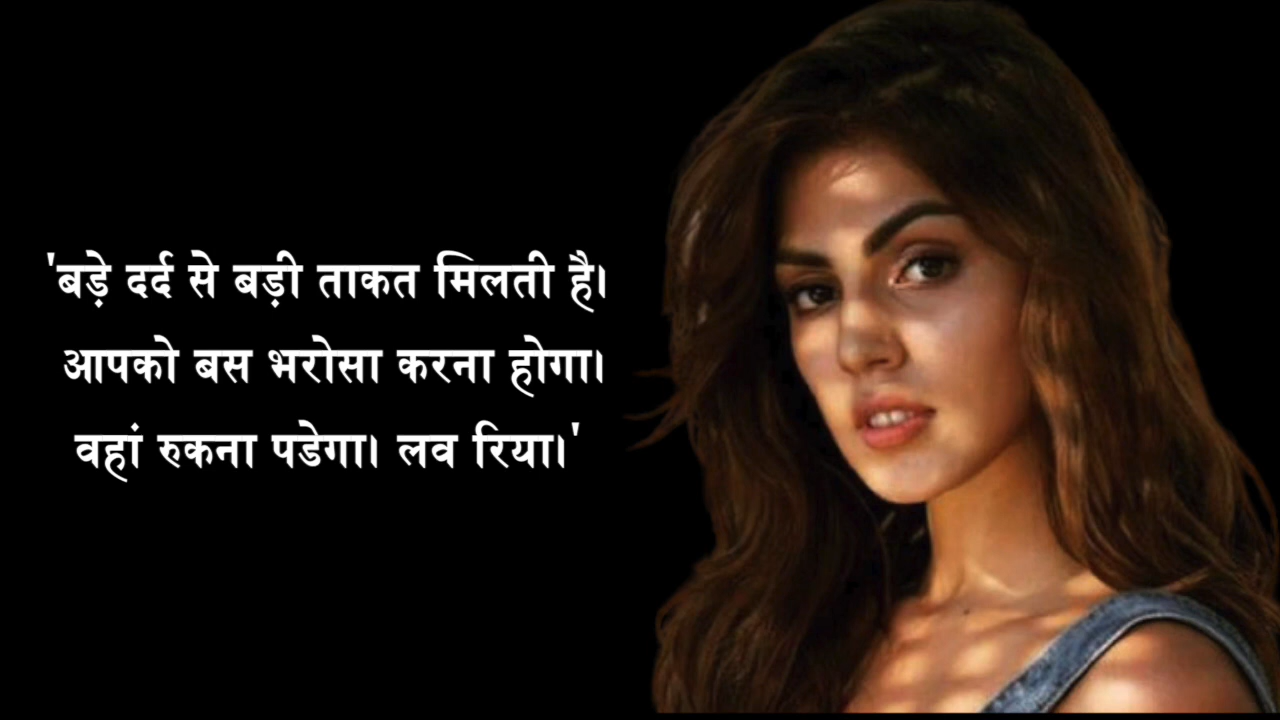 'बड़े दर्द से बड़ी ताकत मिलती है।
आपको बस भरोसा करना होगा।
वहां रुकना पडेगा। लव रिया।'